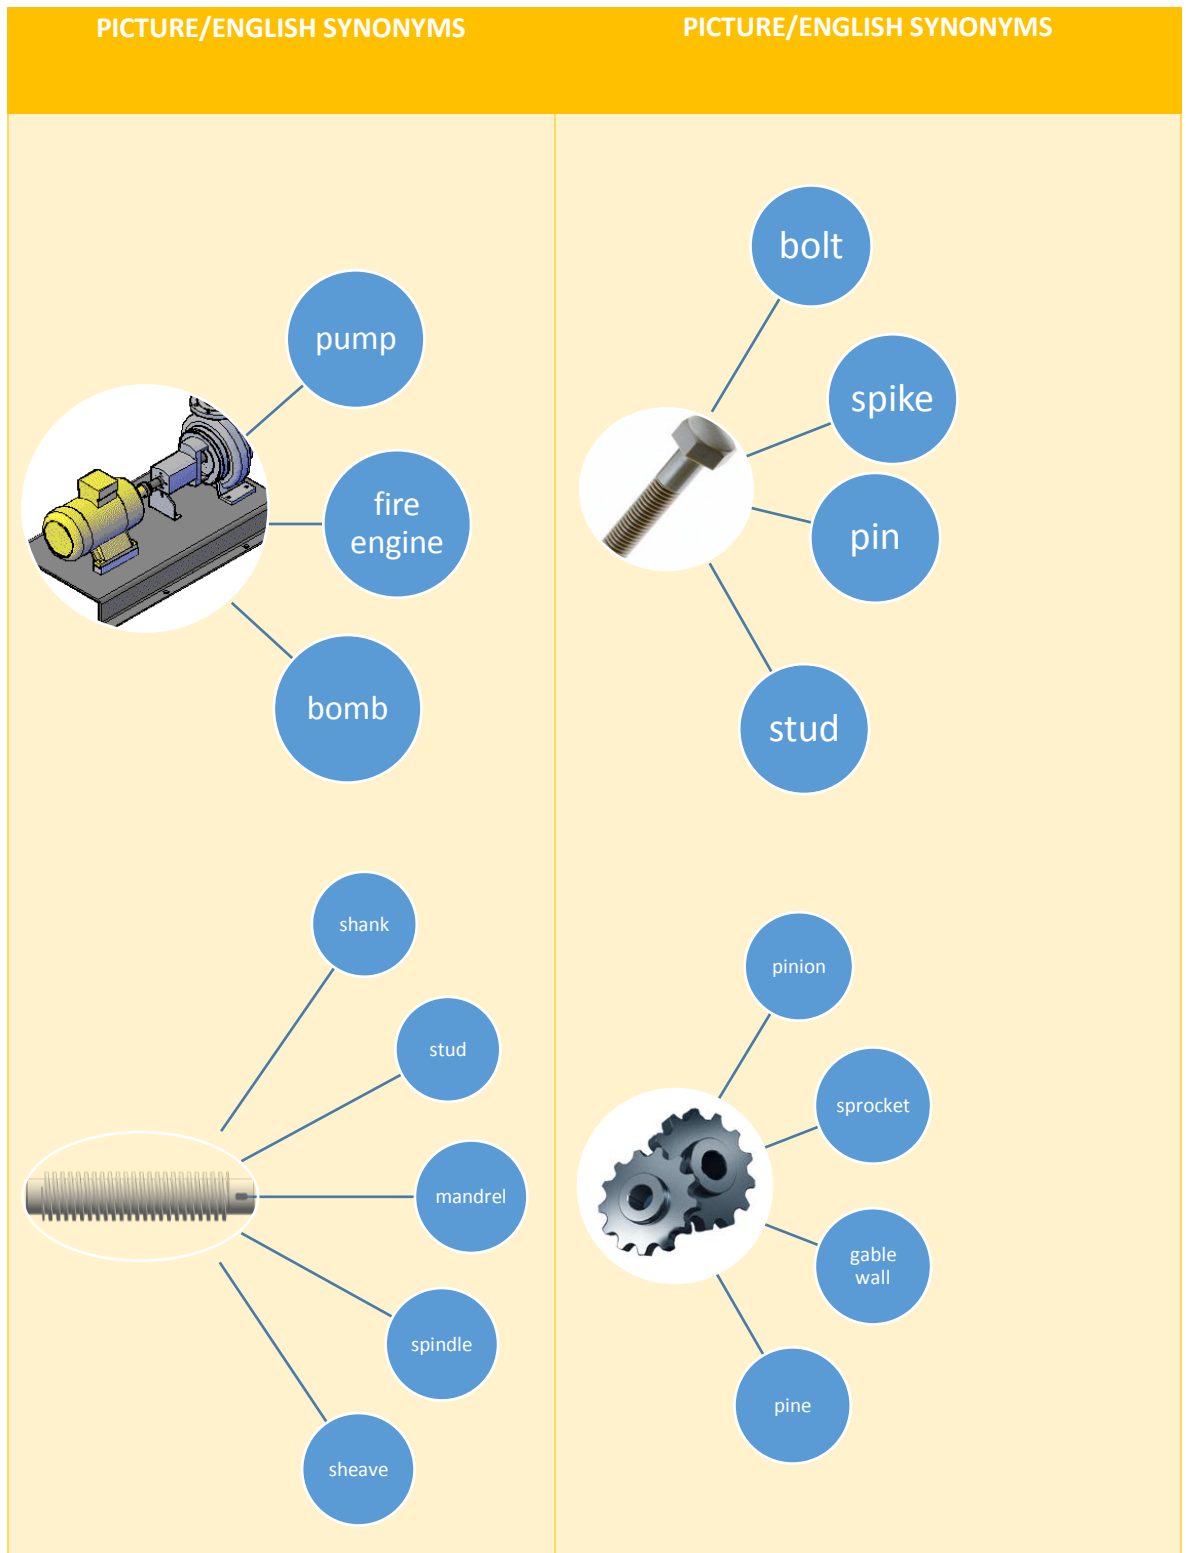 PICTURE/ENGLISH SYNONYMS
PICTURE/ENGLISH SYNONYMS
pump
fire
engine
bomb
bolt
spike
pin
stud
shank
stud
mandrel
spindle
sheave
pinion
sprocket
gable
wall
pine